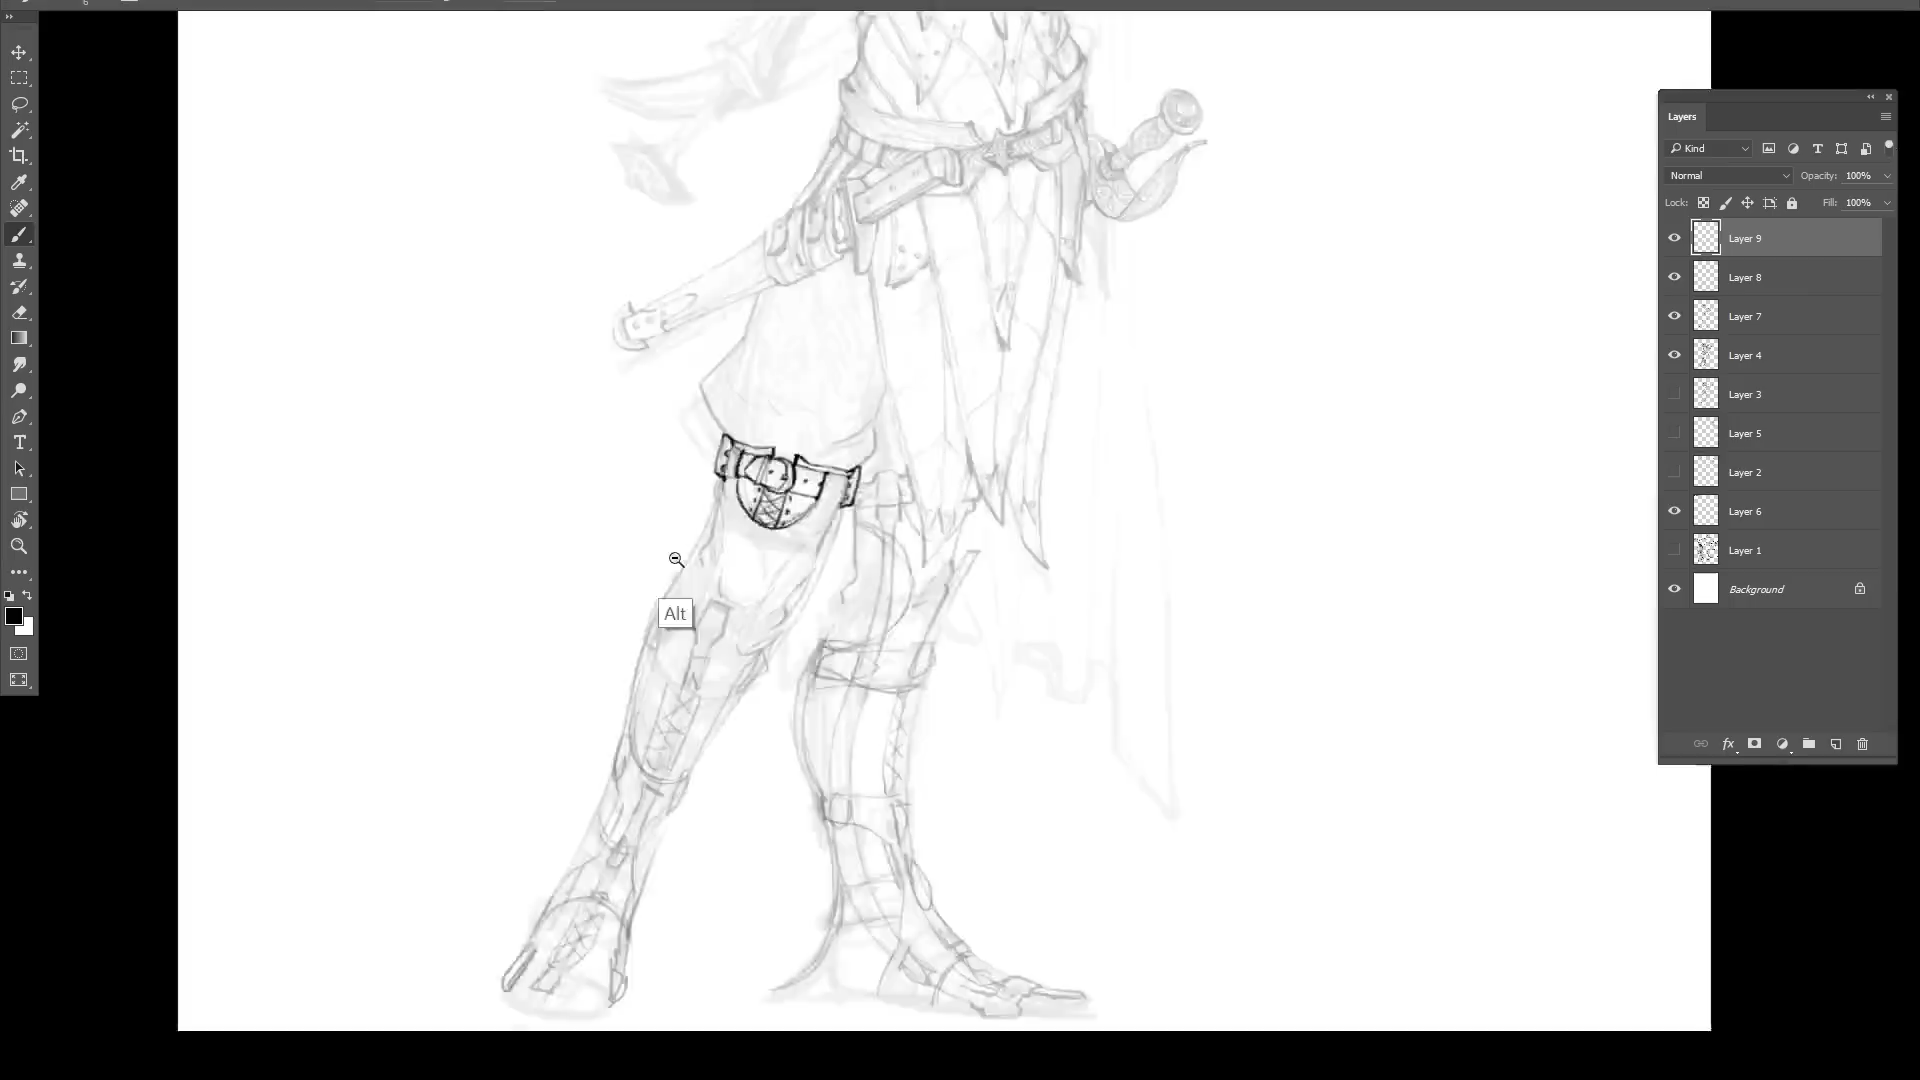 Layers
Kind
Normal Opacity: 100%
Lock: Fill: 100%
Layer 9
Layer 8
Layer 7
Layer 4
Layer 3
Layer 5
Layer 2
Layer 6
Layer 1
Background
fx
Alt